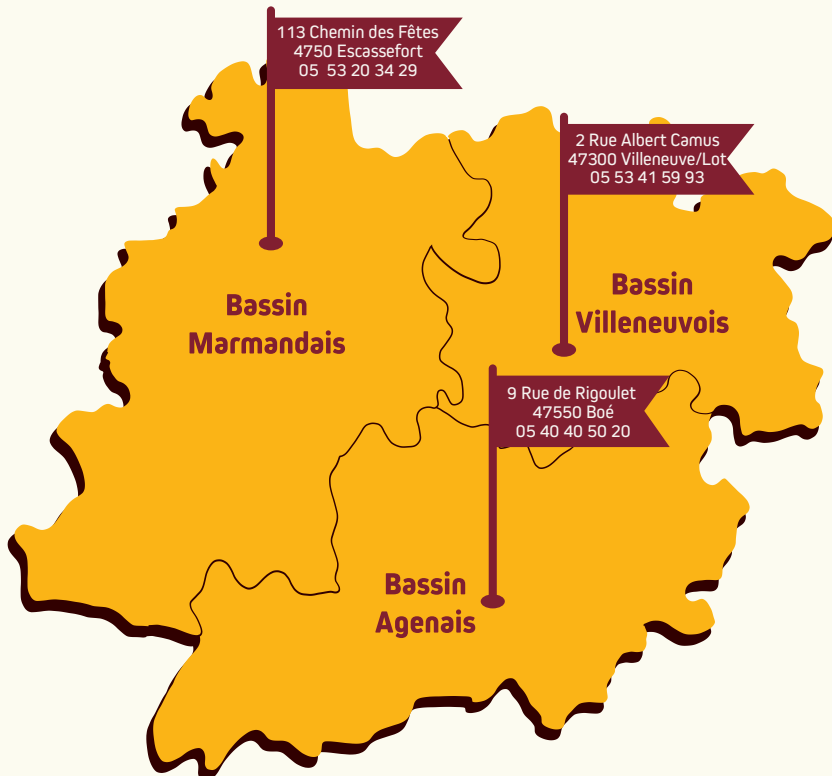 113 Chemin des Fêtes
4750 Escassefort
05 53 20 34 29
2 Rue Albert Camus
47300 Villeneuve/Lot
05 53 41 59 93
Bassin
Marmandais
Bassin
Villeneuvois
9 Rue de Rigoulet
47550 Boé
05 40 40 50 20
Bassin
Agenais